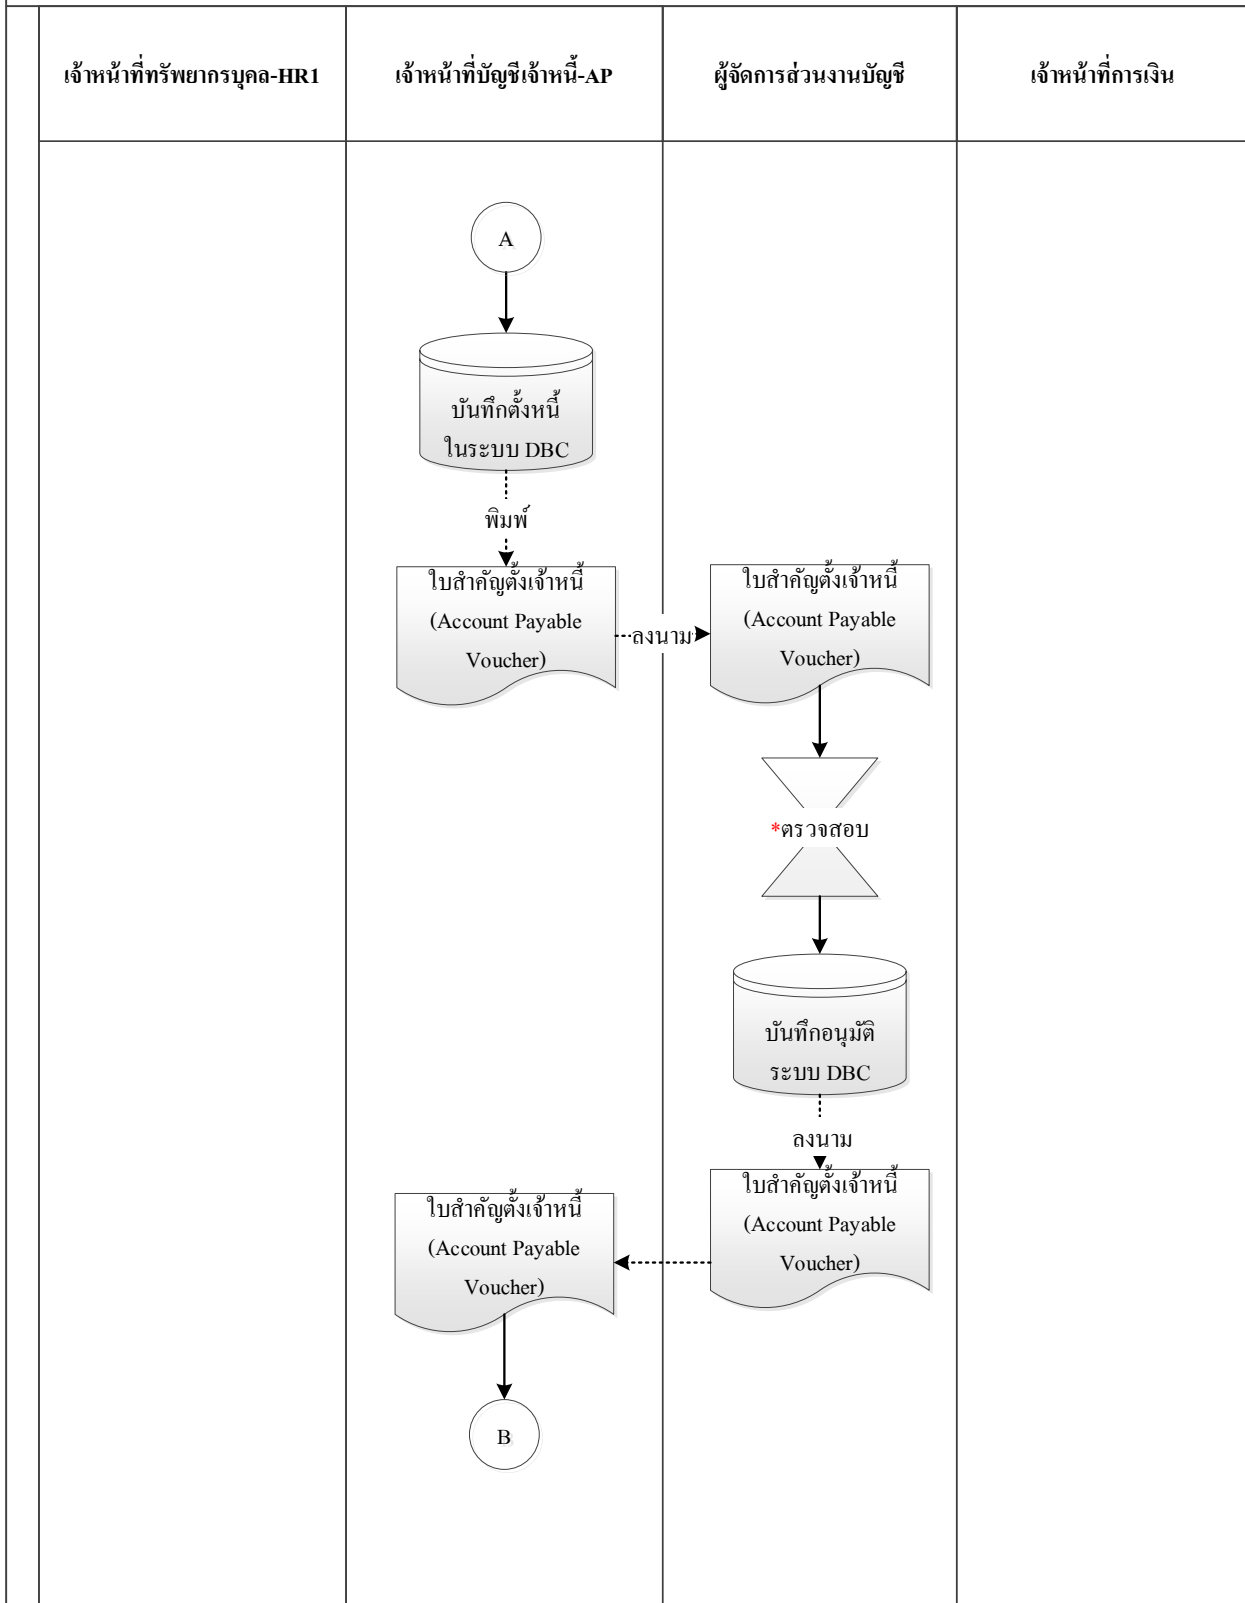 เจ้าหน้าที่ทรัพยากรบุคล-HR1
เจ้าหน้าที่บัญชีเจ้าหนี้-AP
ผู้จัดการส่วนงานบัญชี
เจ้าหน้าที่การเงิน
A
บันทึกตั้งหนี้
ในระบบ DBC
พิมพ์
ใบสำคัญตั้งเจ้าหนี้
(Account Payable
Voucher)
ลงนาม
ใบสำคัญตั้งเจ้าหนี้
(Account Payable
Voucher)
*ตรวจสอบ
บันทึกอนุมัติ
ระบบ DBC
ลงนาม
ใบสำคัญตั้งเจ้าหนี้
(Account Payable
Voucher)
ใบสำคัญตั้งเจ้าหนี้
(Account Payable
Voucher)
B